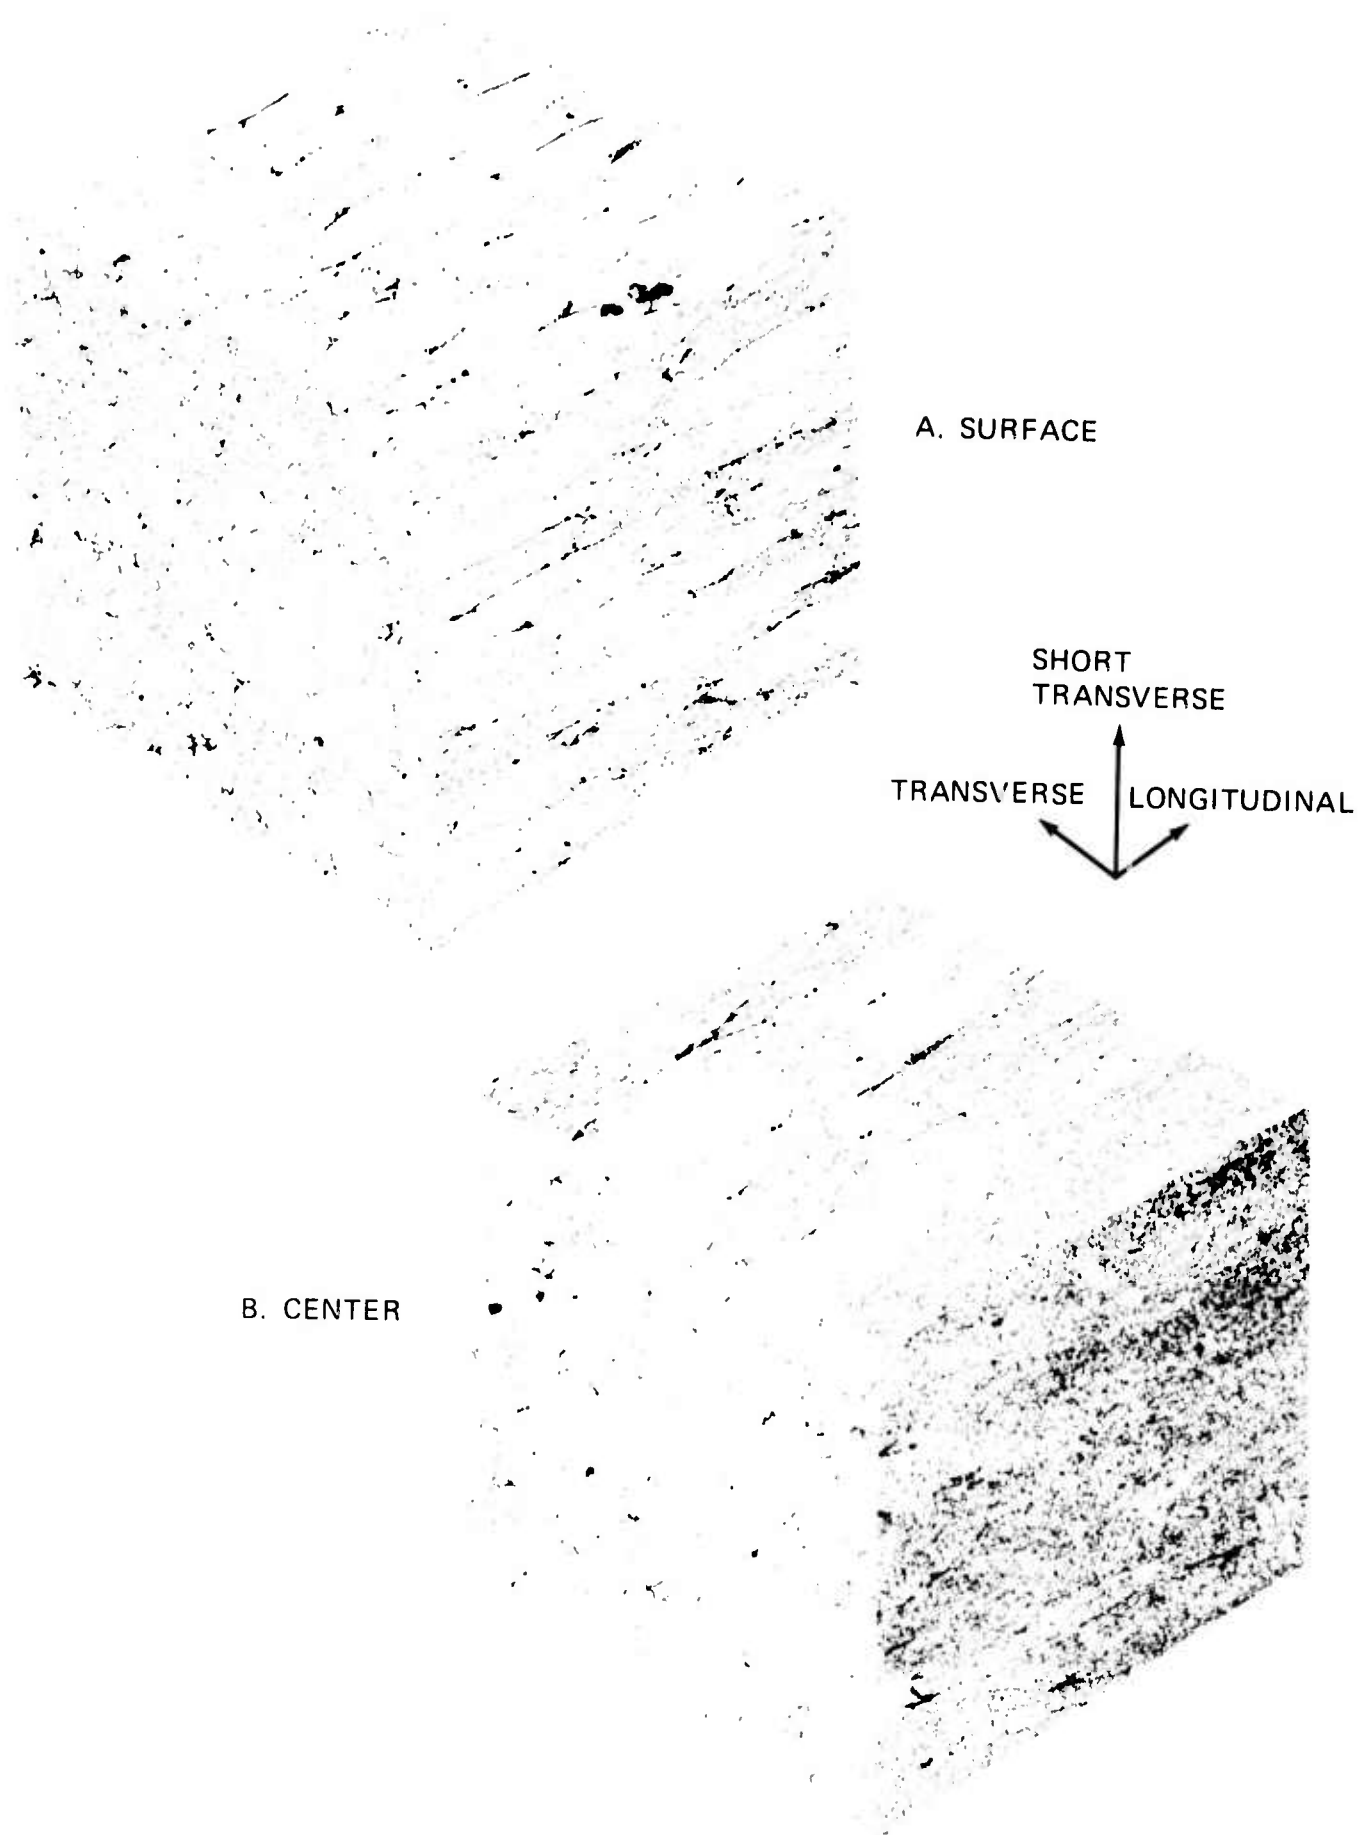 A. SURFACE
SHORT
TRANSVERSE
TRANSVERSE
LONGITUDINAL
B. CENTER